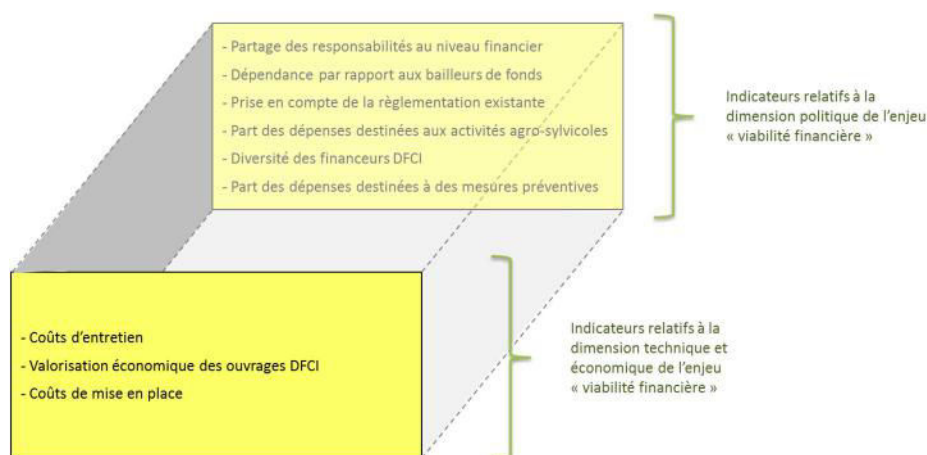 - Partage des responsabilités au niveau financier
- Dépendance par rapport aux bailleurs de fonds
- Prise en compte de la règlementation existante
- Part des dépenses destinées aux activités agro-sylvicoles
- Diversité des financeurs DFCI
- Part des dépenses destinées à des mesures préventives
Indicateurs relatifs à la
dimension politique de l'enjeu
« viabilité financière »
- Coûts d'entretien
- Valorisation économique des ouvrages DFCI
- Coûts de mise en place
Indicateurs relatifs à la
dimension technique et
économique de l'enjeu
« viabilité financière »